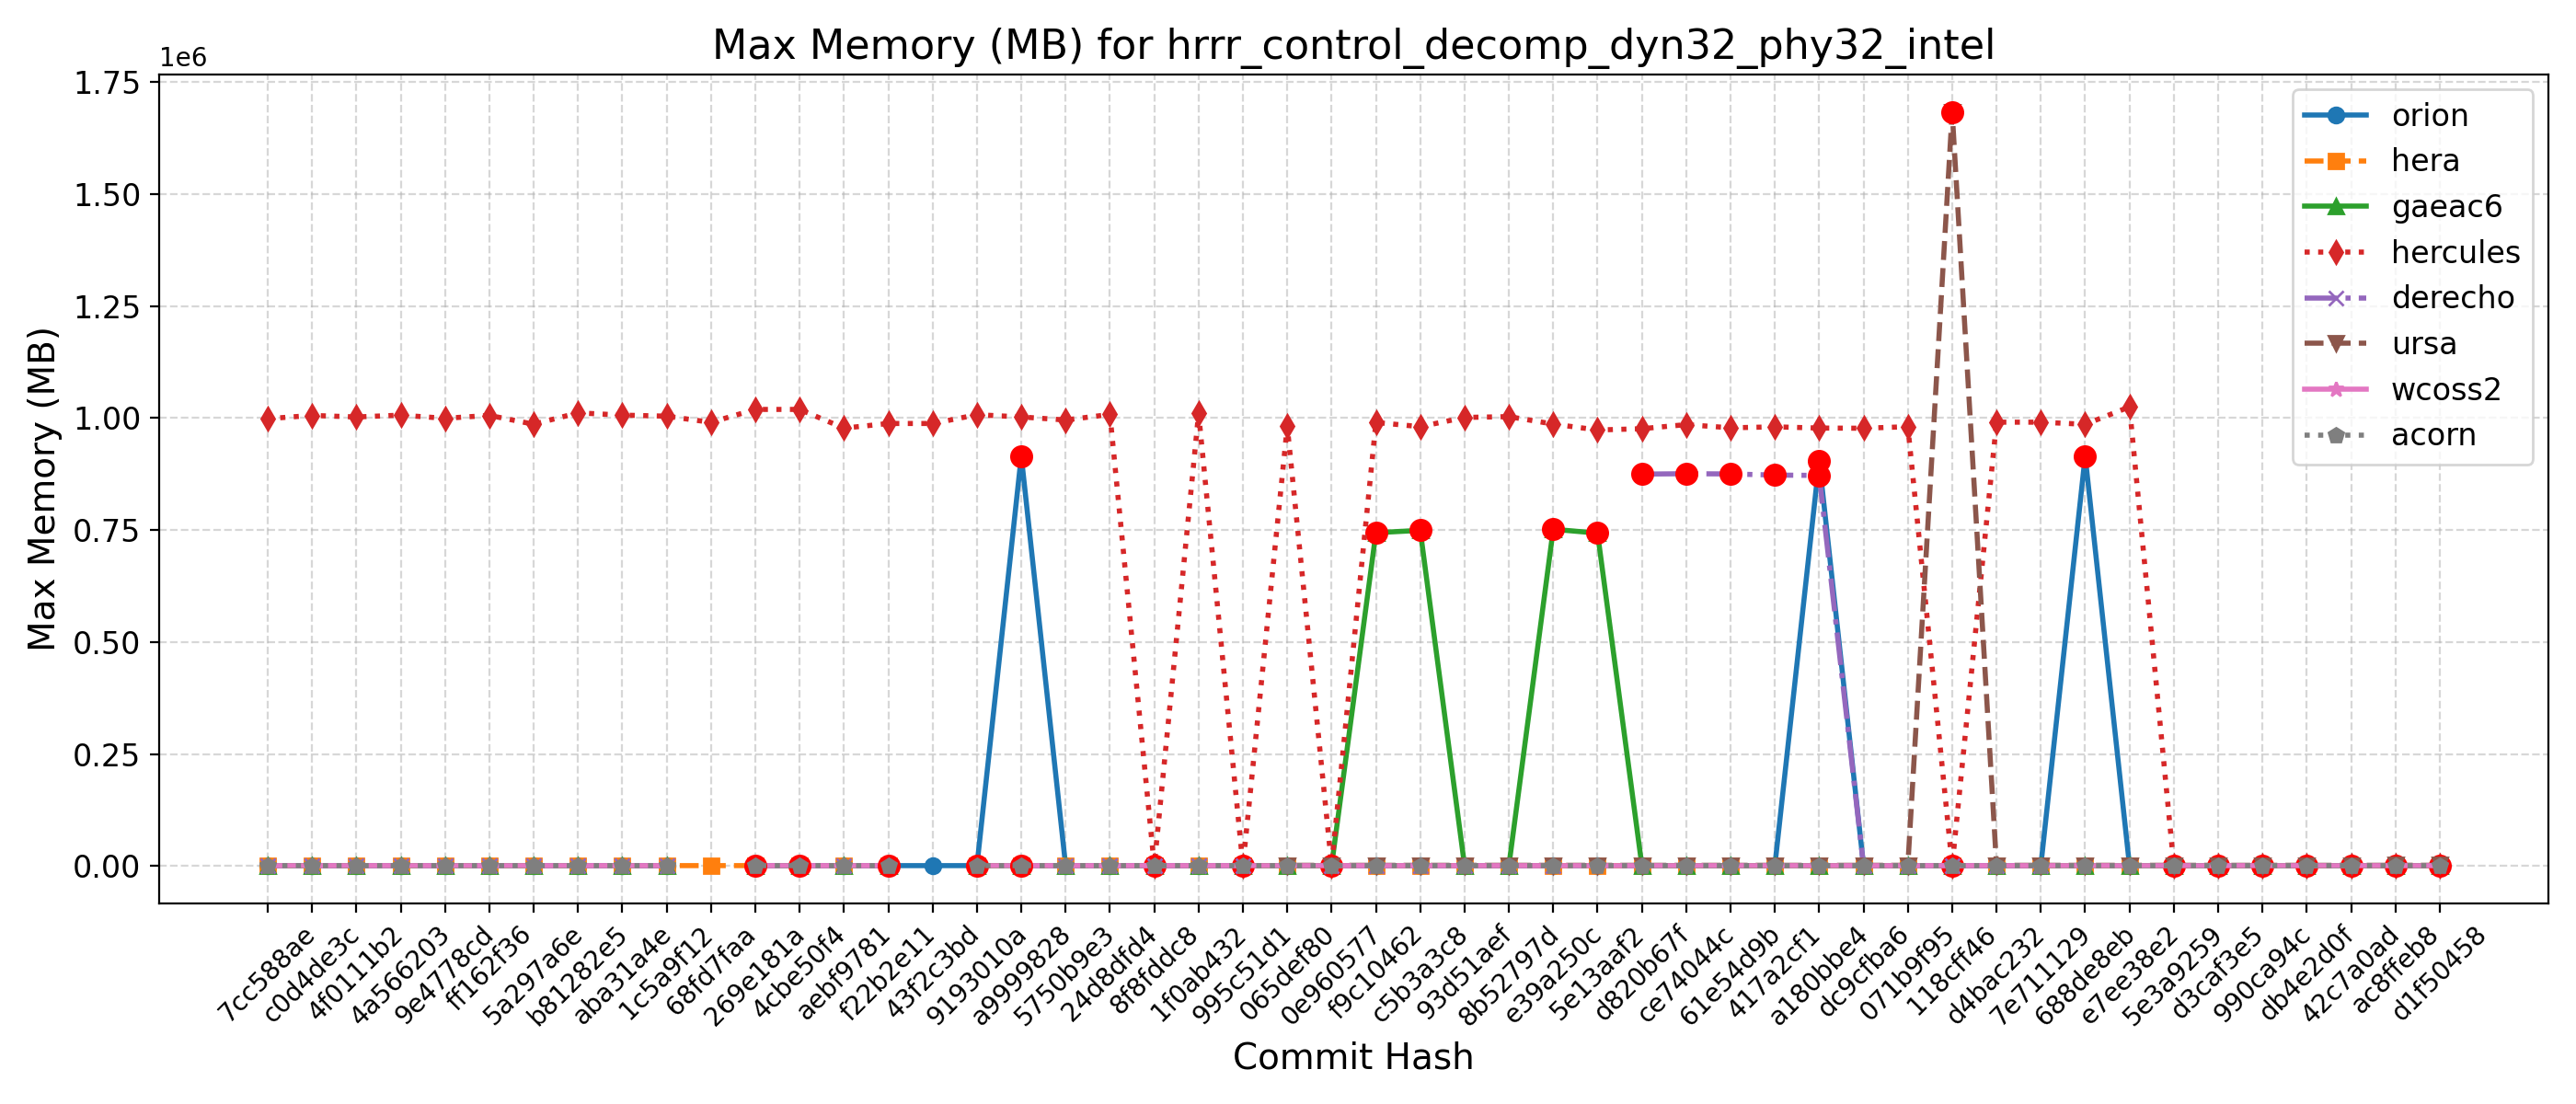 Max Memory (MB) for hrrr_control_decomp_dyn32_phy32_intel
1e6
1.75
1.50
1.25
1.00
0.75
0.50
0.25
0.00
Max Memory (MB)
orion
hera
gaeac6
hercules
derecho
ursa
wcoss2
acorn
7cc588ae
c0d4de3c
4f0111b2
4a566203
9e4778cd
ff162f36
5a297a6e
b81282e5
aba31a4e
1c5a9f12
68fd7faa
269e181a
4cbe50f4
aebf9781
f22b2e11
43f2c3bd
9193010a
a9999828
5750b9e3
24d8dfd4
8f8fddc8
1f0ab432
995c51d1
065def80
0e960577
f9c10462
c5b3a3c8
93d51aef
8b52797d
e39a250c
5e13aaf2
d820b67f
ce74044c
61e54d9b
417a2cf1
a180bbe4
dc9cfba6
071b9f95
118cff46
d4bac232
7e711129
688de8eb
e7ee38e2
5e3a9259
d3caf3e5
990ca94c
db4e2d0f
42c7a0ad
ac8ffeb8
d1f50458
Commit Hash